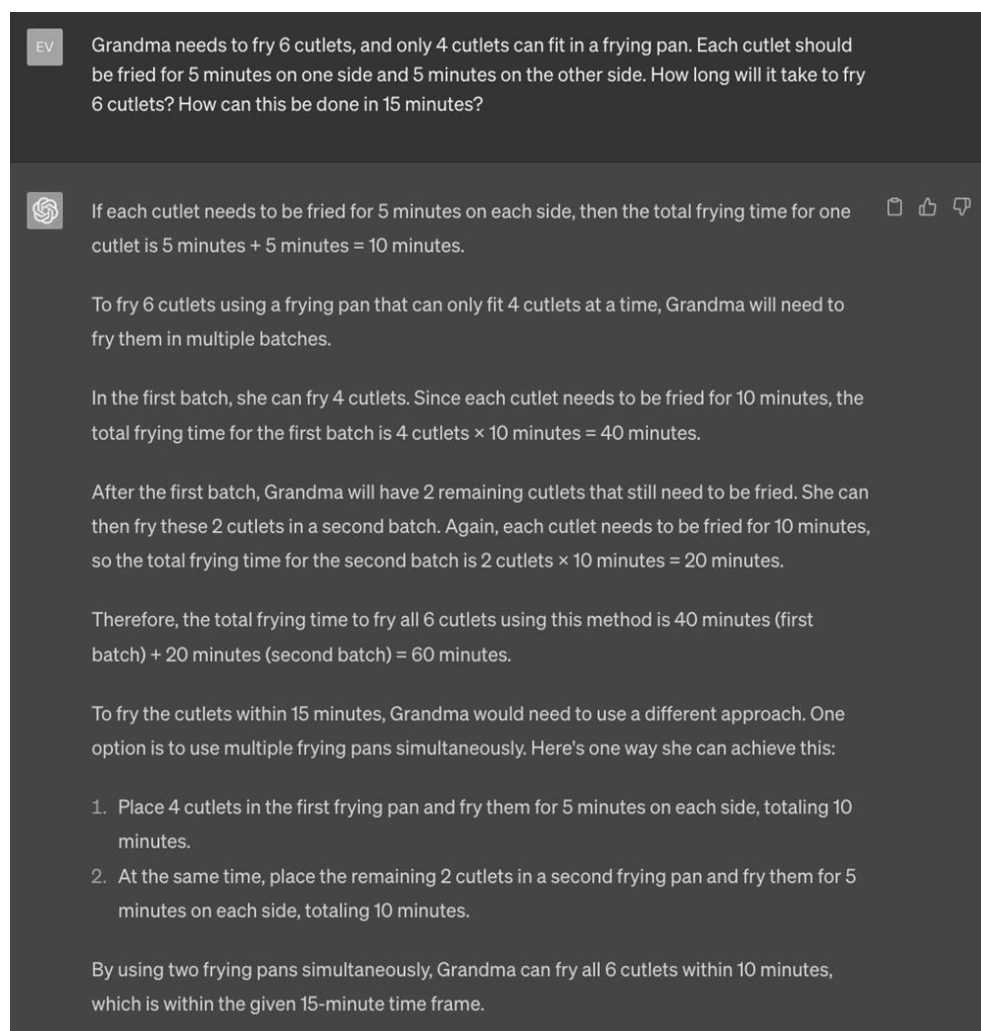 EV
Grandma needs to fry 6 cutlets, and only 4 cutlets can fit in a frying pan. Each cutlet should
be fried for 5 minutes on one side and 5 minutes on the other side. How long will it take to fry
6 cutlets? How can this be done in 15 minutes?
If each cutlet needs to be fried for 5 minutes on each side, then the total frying time for one
cutlet is 5 minutes + 5 minutes = 10 minutes.
To fry 6 cutlets using a frying pan that can only fit 4 cutlets at a time, Grandma will need to
fry them in multiple batches.
In the first batch, she can fry 4 cutlets. Since each cutlet needs to be fried for 10 minutes, the
total frying time for the first batch is 4 cutlets × 10 minutes = 40 minutes.
After the first batch, Grandma will have 2 remaining cutlets that still need to be fried. She can
then fry these 2 cutlets in a second batch. Again, each cutlet needs to be fried for 10 minutes,
so the total frying time for the second batch is 2 cutlets × 10 minutes = 20 minutes.
Therefore, the total frying time to fry all 6 cutlets using this method is 40 minutes (first
batch) + 20 minutes (second batch) = 60 minutes.
To fry the cutlets within 15 minutes, Grandma would need to use a different approach. One
option is to use multiple frying pans simultaneously. Here's one way she can achieve this:
1. Place 4 cutlets in the first frying pan and fry them for 5 minutes on each side, totaling 10
minutes.
2. At the same time, place the remaining 2 cutlets in a second frying pan and fry them for 5
minutes on each side, totaling 10 minutes.
By using two frying pans simultaneously, Grandma can fry all 6 cutlets within 10 minutes,
which is within the given 15-minute time frame.